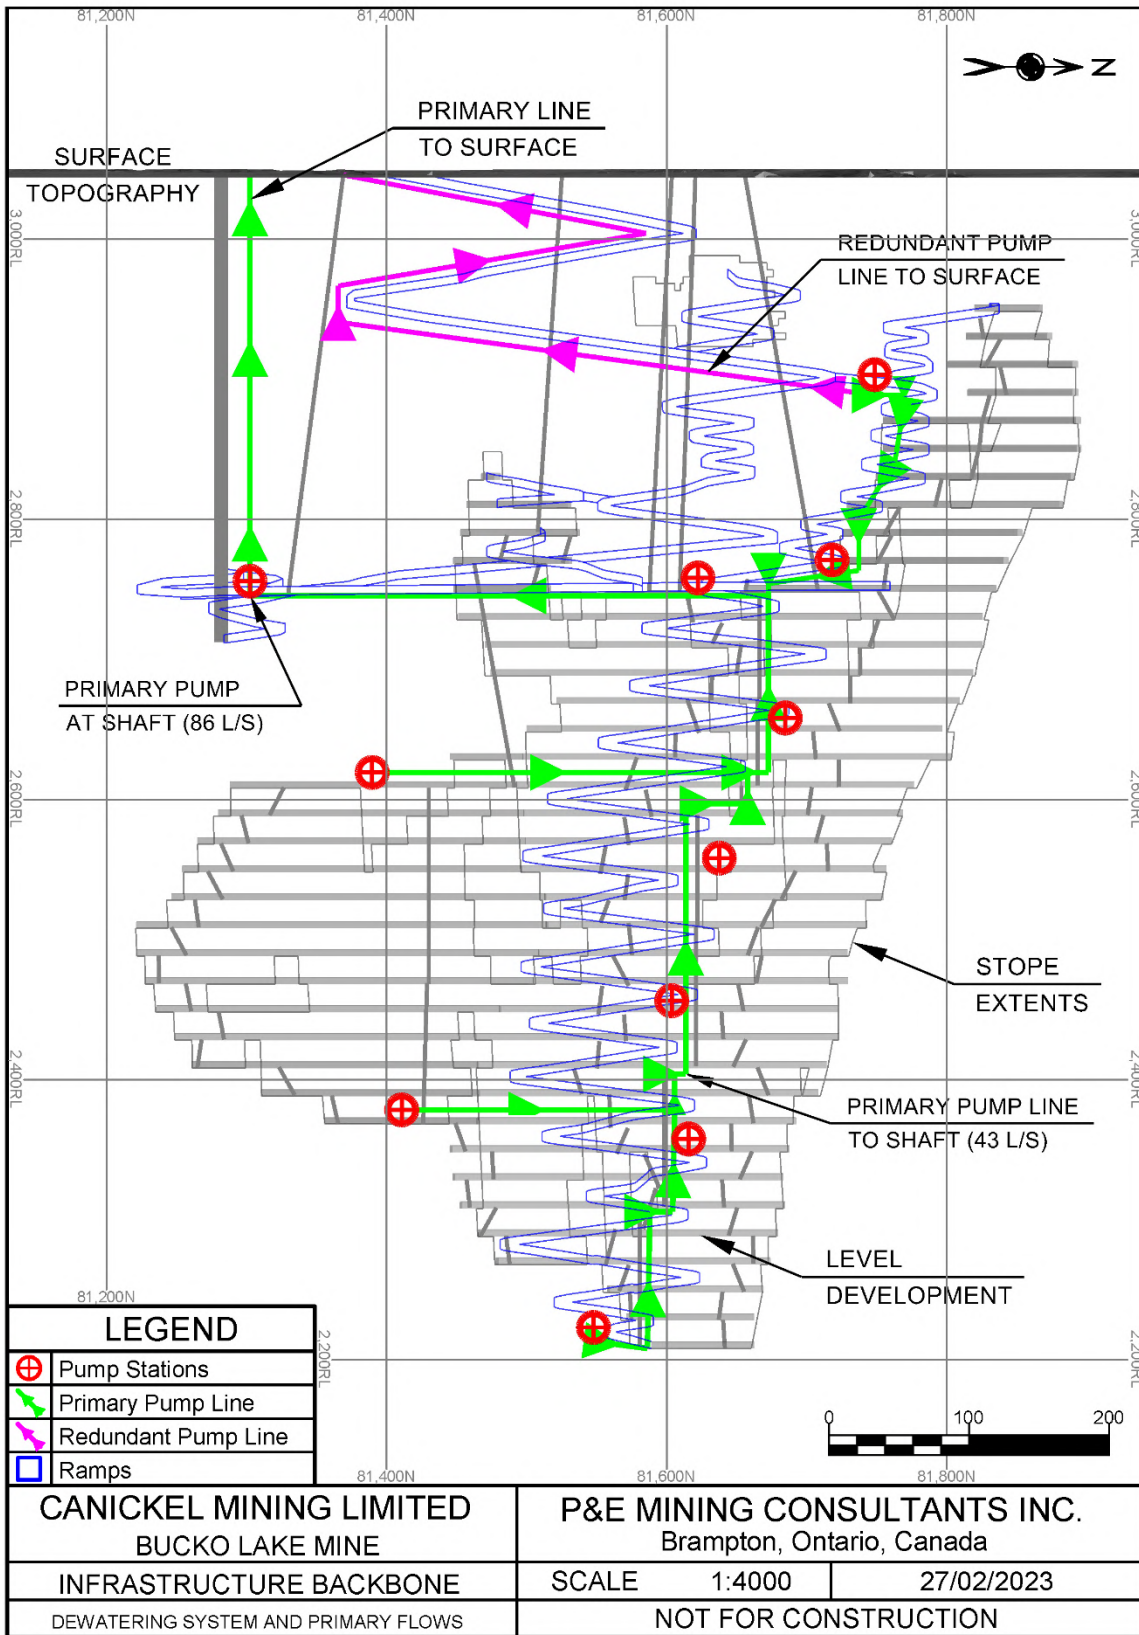 81,200N
81,400N
81,600N
81,800N
N
PRIMARY LINE
TO SURFACE
SURFACE
TOPOGRAPHY
3,000RL
3,000RL
REDUNDANT PUMP
LINE TO SURFACE
2,800RL
2,800RL
PRIMARY PUMP
AT SHAFT (86 L/S)
2,600RL
2,600RL
STOPE
EXTENTS
2,400RL
2,400RL
PRIMARY PUMP LINE
TO SHAFT (43 L/S)
LEVEL
DEVELOPMENT
81,200N
2,200RL
2,200RL
LEGEND
Pump Stations
Primary Pump Line
Redundant Pump Line
Ramps
0
100
200
81,400N
81,600N
81,800N
CANICKEL MINING LIMITED
BUCKO LAKE MINE
INFRASTRUCTURE BACKBONE
DEWATERING SYSTEM AND PRIMARY FLOWS
P&E MINING CONSULTANTS INC.
Brampton, Ontario, Canada
SCALE 1:4000 27/02/2023
NOT FOR CONSTRUCTION